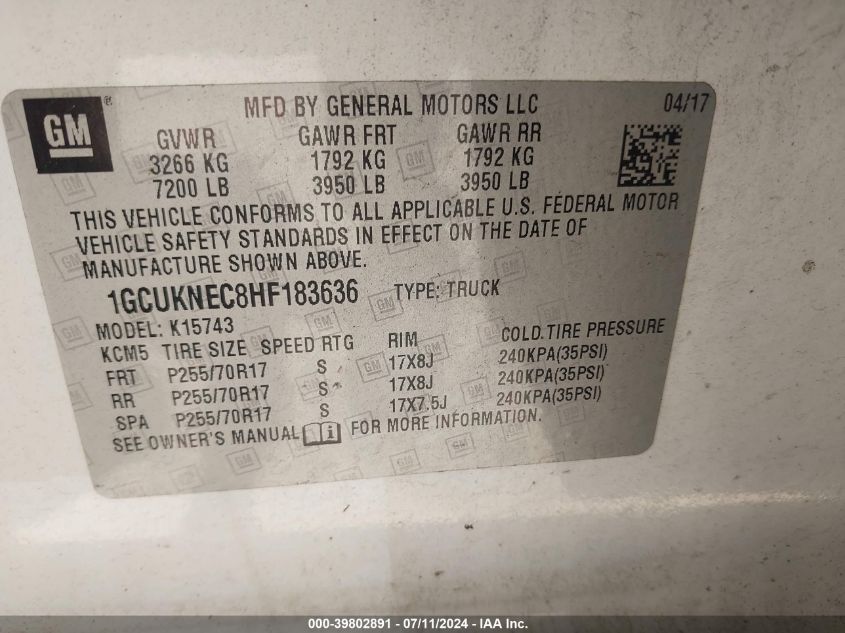 GM®
MFD BY GENERAL MOTORS LLC 04/17
GVWR GAWR FRT GAWR RR
3266 KG 1792 KG 1792 KG
7200 LB 3950 LB 3950 LB
THIS VEHICLE CONFORMS TO ALL APPLICABLE U.S. FEDERAL MOTOR
VEHICLE SAFETY STANDARDS IN EFFECT ON THE DATE OF
MANUFACTURE SHOWN ABOVE.
1GCUKNEC8HF183636 TYPE: TRUCK
MODEL: K15743
KCM5 TIRE SIZE SPEED RTG RIM COLD TIRE PRESSURE
FRT P255/70R17 S 17X8J 240KPA(35PSI)
RR P255/70R17 S 17X8J 240KPA(35PSI)
SPA P255/70R17 S 17X7.5J 240KPA(35PSI)
SEE OWNER'S MANUAL FOR MORE INFORMATION.
000-39802891 - 07/11/2024 - IAA Inc.